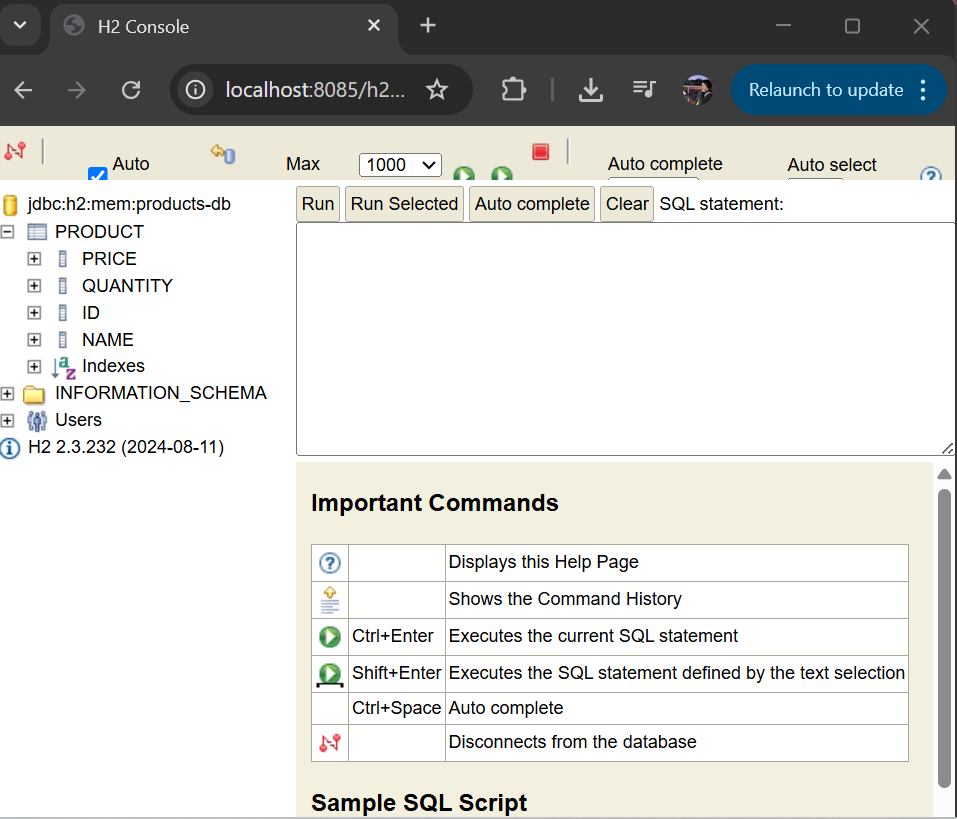 H2 Console
localhost:8085/h2...
Relaunch to update
Auto
Max
1000
Auto complete
Auto select
jdbc:h2:mem:products-db
PRODUCT
PRICE
QUANTITY
ID
NAME
Indexes
INFORMATION_SCHEMA
Users
H2 2.3.232 (2024-08-11)
Run Run Selected Auto complete Clear SQL statement:
Important Commands
Displays this Help Page
Shows the Command History
Ctrl+Enter Executes the current SQL statement
Shift+Enter Executes the SQL statement defined by the text selection
Ctrl+Space Auto complete
Disconnects from the database
Sample SQL Script